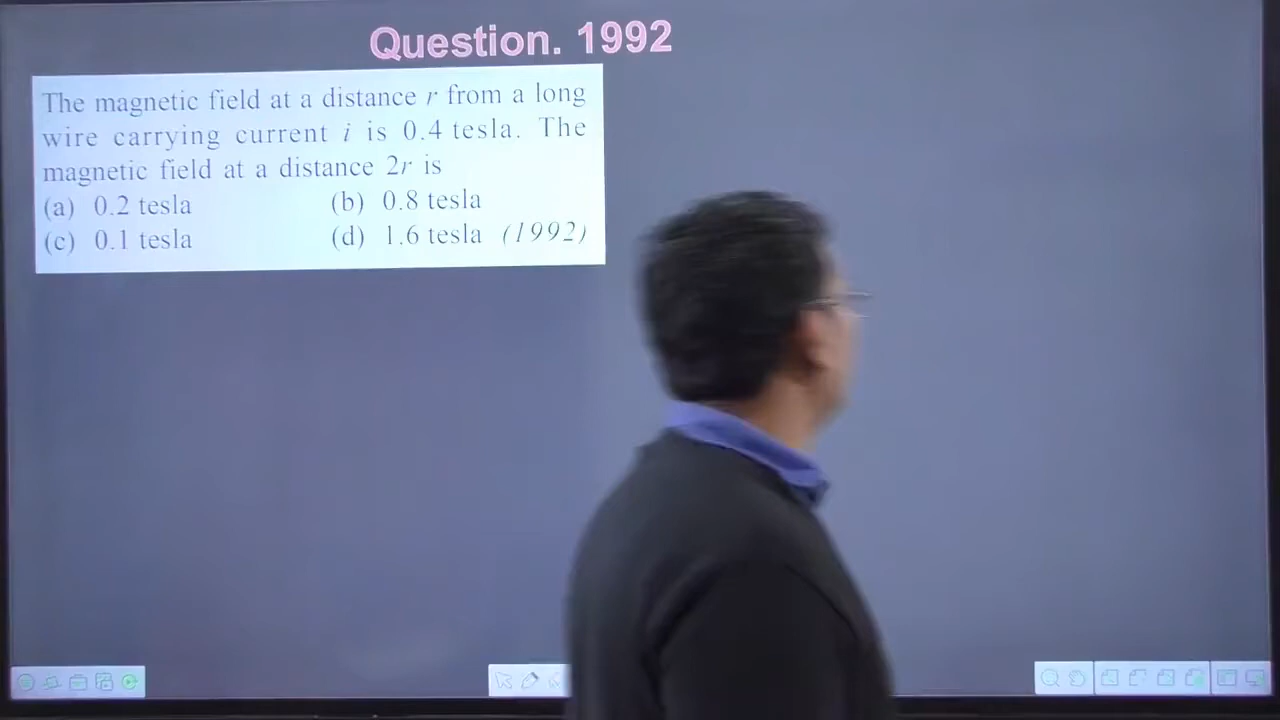 Question. 1992
The magnetic field at a distance r from a long
wire carrying current i is 0.4 tesla. The
magnetic field at a distance 2r is
(a) 0.2 tesla (b) 0.8 tesla
(c) 0.1 tesla (d) 1.6 tesla (1992)